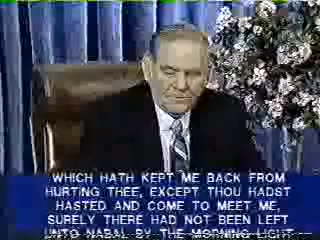 WHICH HATH KEPT ME BACK FROM
HURTING THEE, EXCEPT THOU HADST
HASTED AND COME TO MEET ME,
SURELY THERE HAD NOT BEEN LEFT
UNTO NABAL BY THE MORNING LIGHT